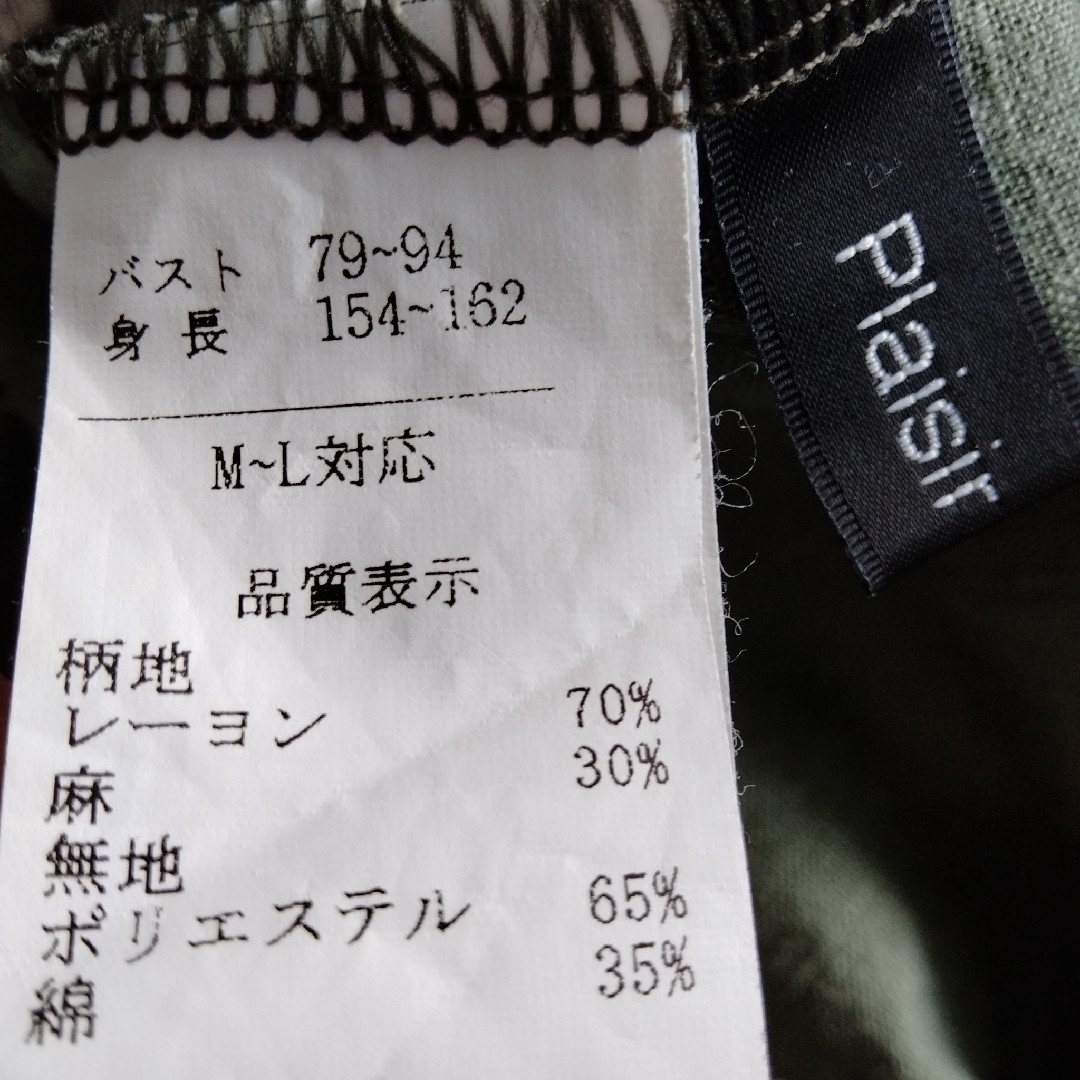 バスト 79~94
身長 154~162
M~L対応
品質表示
柄地
レーヨン 70%
麻 30%
無地
ポリエステル 65%
綿 35%
Plaisir